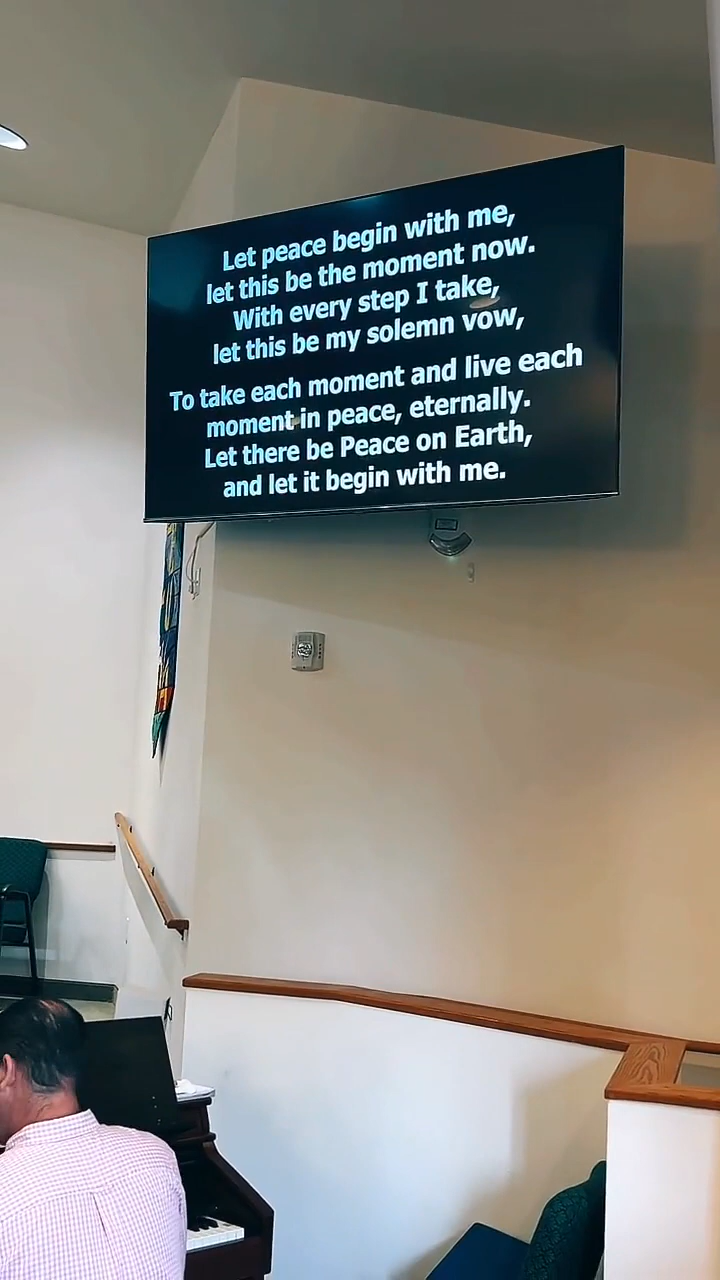 Let peace begin with me,
let this be the moment now.
With every step I take,
let this be my solemn vow,
To take each moment and live each
moment in peace, eternally.
Let there be Peace on Earth,
and let it begin with me.